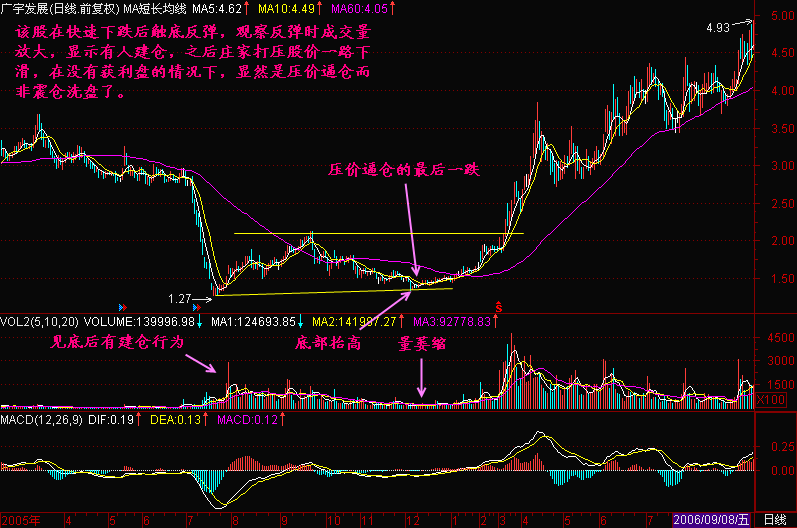 广宇发展(日线.前复权) MA短长均线 MA5:4.62↑ MA10:4.49↑ MA60:4.05↑
该股在快速下跌后触底反弹，观察反弹时成交量
放大，显示有人建仓，之后庄家打压股价一路下
滑，在没有获利盘的情况下，显然是压价逼仓而
非震仓洗盘了。
4.93
5.00
4.50
4.00
3.50
3.00
2.50
2.00
1.50
压价逼仓的最后一跌
1.27
S
VOL2(5,10,20) VOLUME:139996.98↓ MA1:124693.85↓ MA2:141987.27↑ MA3:92778.83↑
见底后有建仓行为
底部抬高
量萎缩
4500
3000
1500
X100
MACD(12,26,9) DIF:0.19↑ DEA:0.13↑ MACD:0.12↑
0.25
0.00
2005年 4 5 6 7 8 9 10 11 12 1 2 3 4 5 6 7 2006/09/08/五 日线